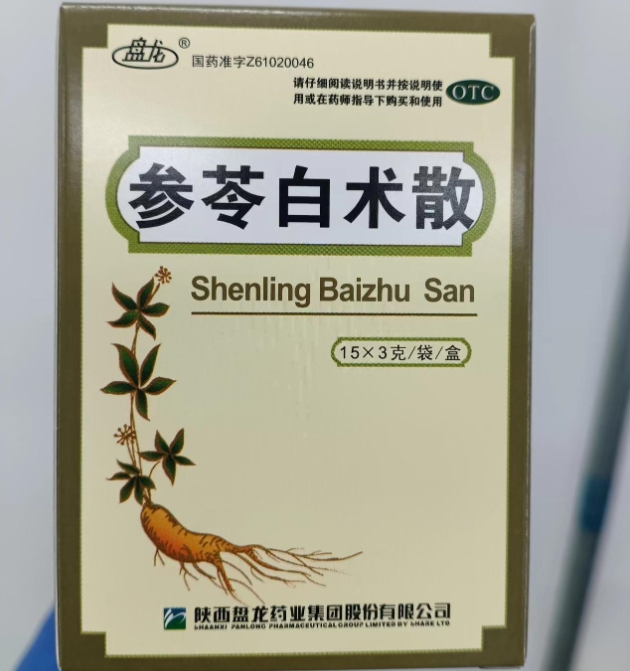 盘龙®
国药准字Z61020046
请仔细阅读说明书并按说明使
用或在药师指导下购买和使用
OTC
参苓白术散
Shenling Baizhu San
15×3克/袋/盒
陕西盘龙药业集团股份有限公司
SHAANXI PANLONG PHARMACEUTICAL GROUP LIMITED BY SHARE LTD